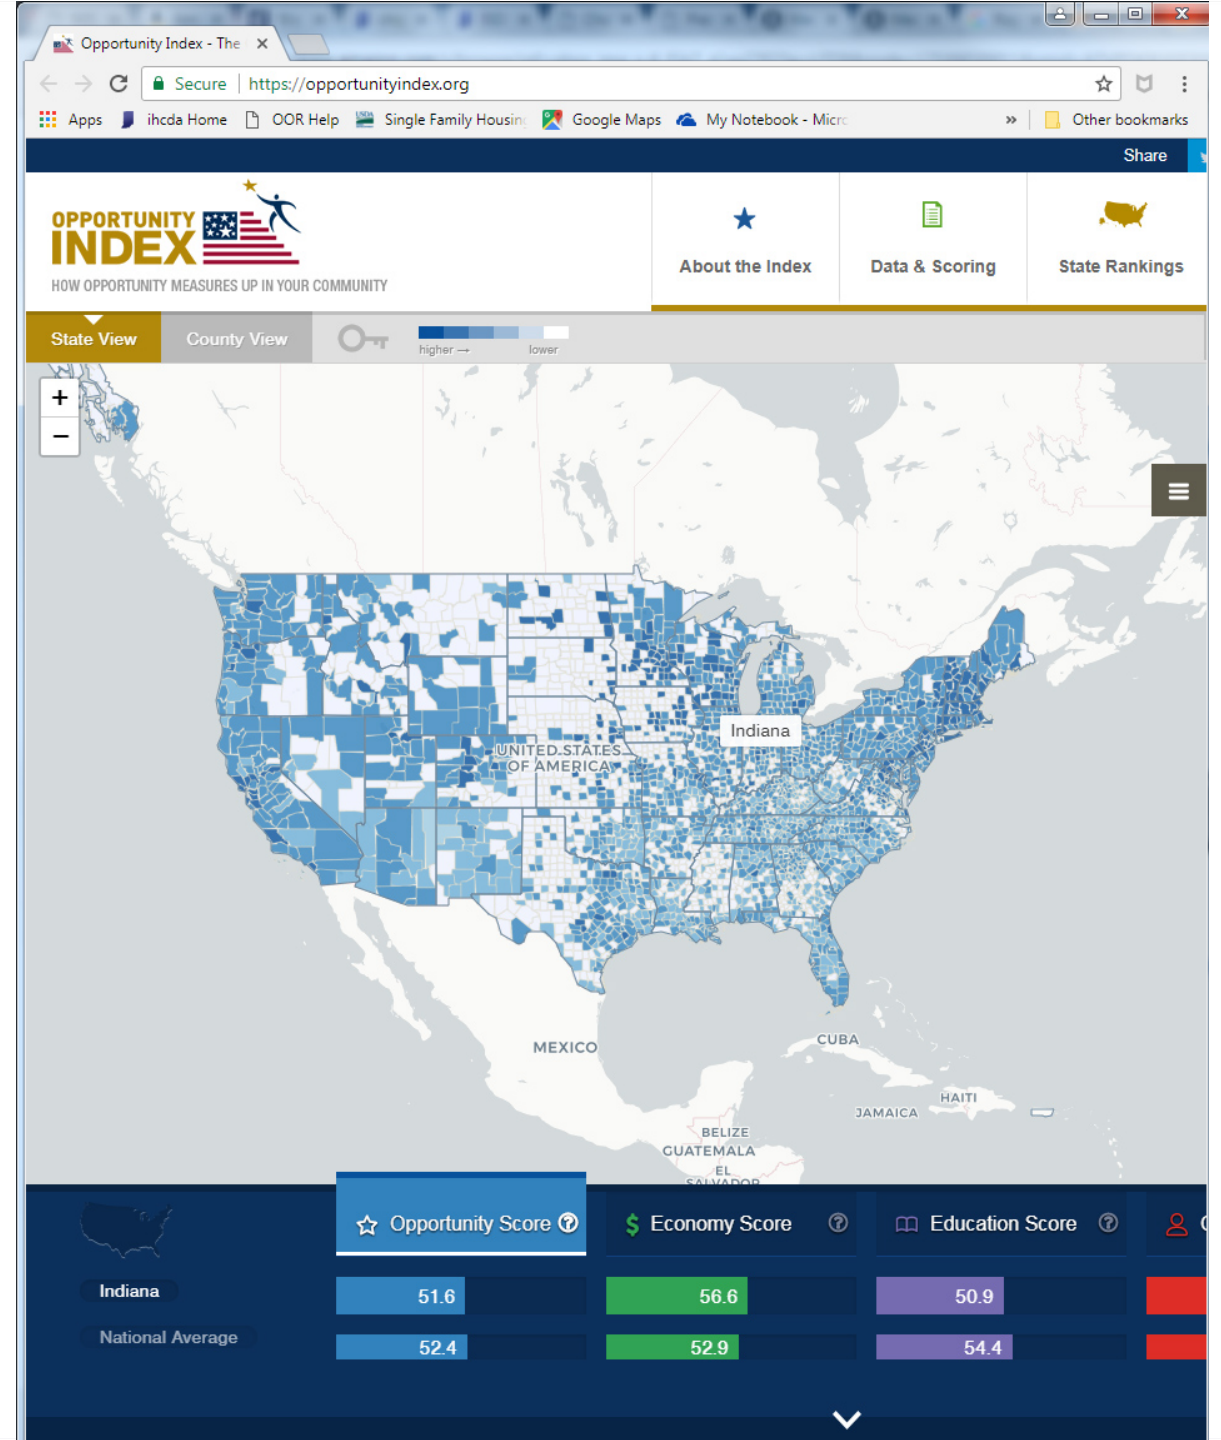 Opportunity Index - The
Secure | https://opportunityindex.org
Apps ihcda Home OOR Help Single Family Housin Google Maps My Notebook - Micro » Other bookmarks
Share
OPPORTUNITY
INDEX
HOW OPPORTUNITY MEASURES UP IN YOUR COMMUNITY
About the Index
Data & Scoring
State Rankings
State View
County View
higher → lower
+
−
Indiana
UNITED STATES
OF AMERICA
MEXICO
CUBA
HAITI
JAMAICA
BELIZE
GUATEMALA
EL
SALVADOR
Opportunity Score ?
$ Economy Score ?
Education Score ?
Indiana
51.6
56.6
50.9
National Average
52.4
52.9
54.4